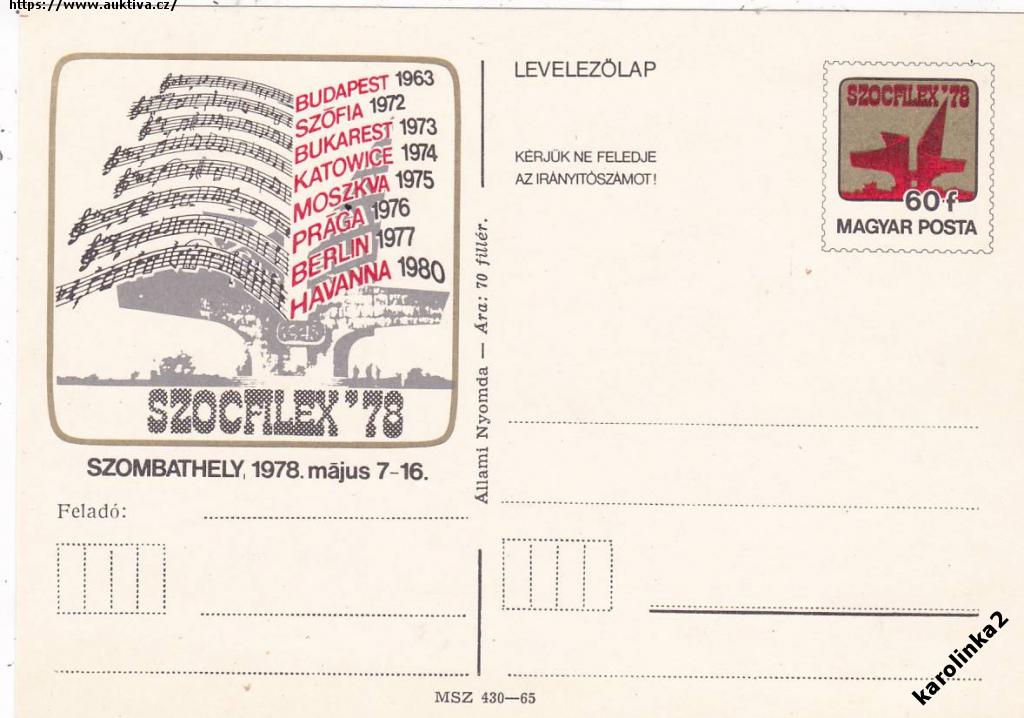 https://www.auktiva.cz/
BUDAPEST 1963
SZÓFIA 1972
BUKAREST 1973
KATOWICE 1974
MOSZKVA 1975
PRÁGA 1976
BERLIN 1977
HAVANNA 1980
SZOCFILEX '78
SZOMBATHELY, 1978. május 7-16.
Feladó:
Állami Nyomda — Ára: 70 fillér.
LEVELEZŐLAP
KÉRJÜK NE FELEDJE
AZ IRÁNYÍTÓSZÁMOT!
SZOCFILEX '78
60 f
MAGYAR POSTA
MSZ 430—65
karolinka2